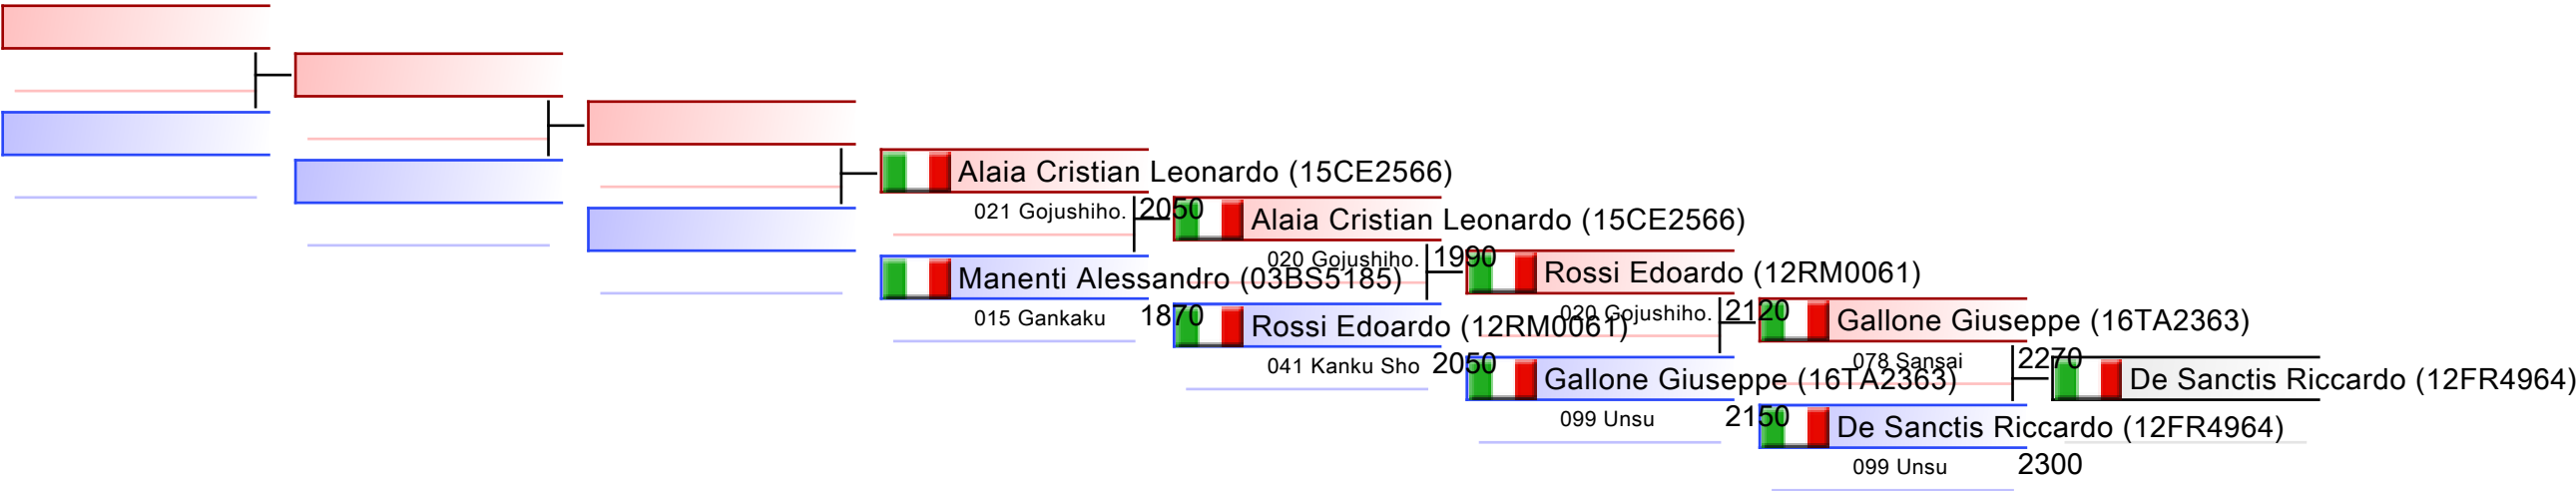 Alaia Cristian Leonardo (15CE2566)
021 Gojushiho. 2050
Manenti Alessandro (03BS5185)
015 Gankaku 1870
Alaia Cristian Leonardo (15CE2566)
020 Gojushiho. 1990
Rossi Edoardo (12RM0061)
041 Kanku Sho 2050
Rossi Edoardo (12RM0061)
020 Gojushiho. 2120
Gallone Giuseppe (16TA2363)
099 Unsu 2150
Gallone Giuseppe (16TA2363)
078 Sansai 2270
De Sanctis Riccardo (12FR4964)
099 Unsu 2300
De Sanctis Riccardo (12FR4964)